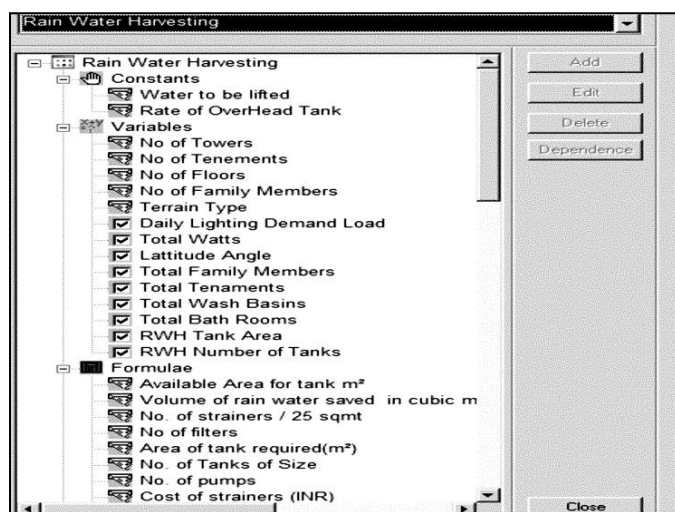 Rain Water Harvesting
Rain Water Harvesting
Constants
Water to be lifted
Rate of OverHead Tank
Variables
No of Towers
No of Tenements
No of Floors
No of Family Members
Terrain Type
Daily Lighting Demand Load
Total Watts
Lattitude Angle
Total Family Members
Total Tenaments
Total Wash Basins
Total Bath Rooms
RWH Tank Area
RWH Number of Tanks
Formulae
Available Area for tank m²
Volume of rain water saved in cubic m
No. of strainers / 25 sqmt
No of filters
Area of tank required(m²)
No. of Tanks of Size
No. of pumps
Cost of strainers (INR)
Add
Edit
Delete
Dependence
Close